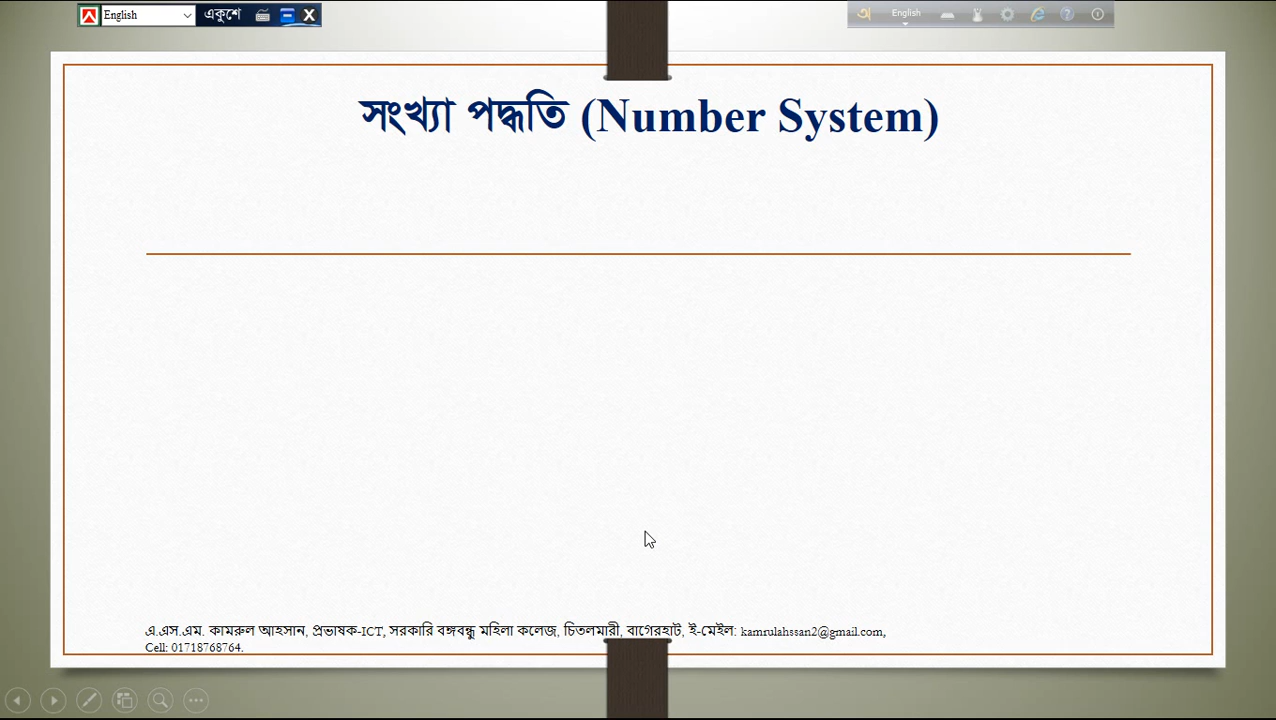 English
একুশে
English
সংখ্যা পদ্ধতি (Number System)
এ.এস.এম. কামরুল আহসান, প্রভাষক-ICT, সরকারি বঙ্গবন্ধু মহিলা কলেজ, চিতলমারী, বাগেরহাট, ই-মেইল: kamrulahssan2@gmail.com,
Cell: 01718768764.